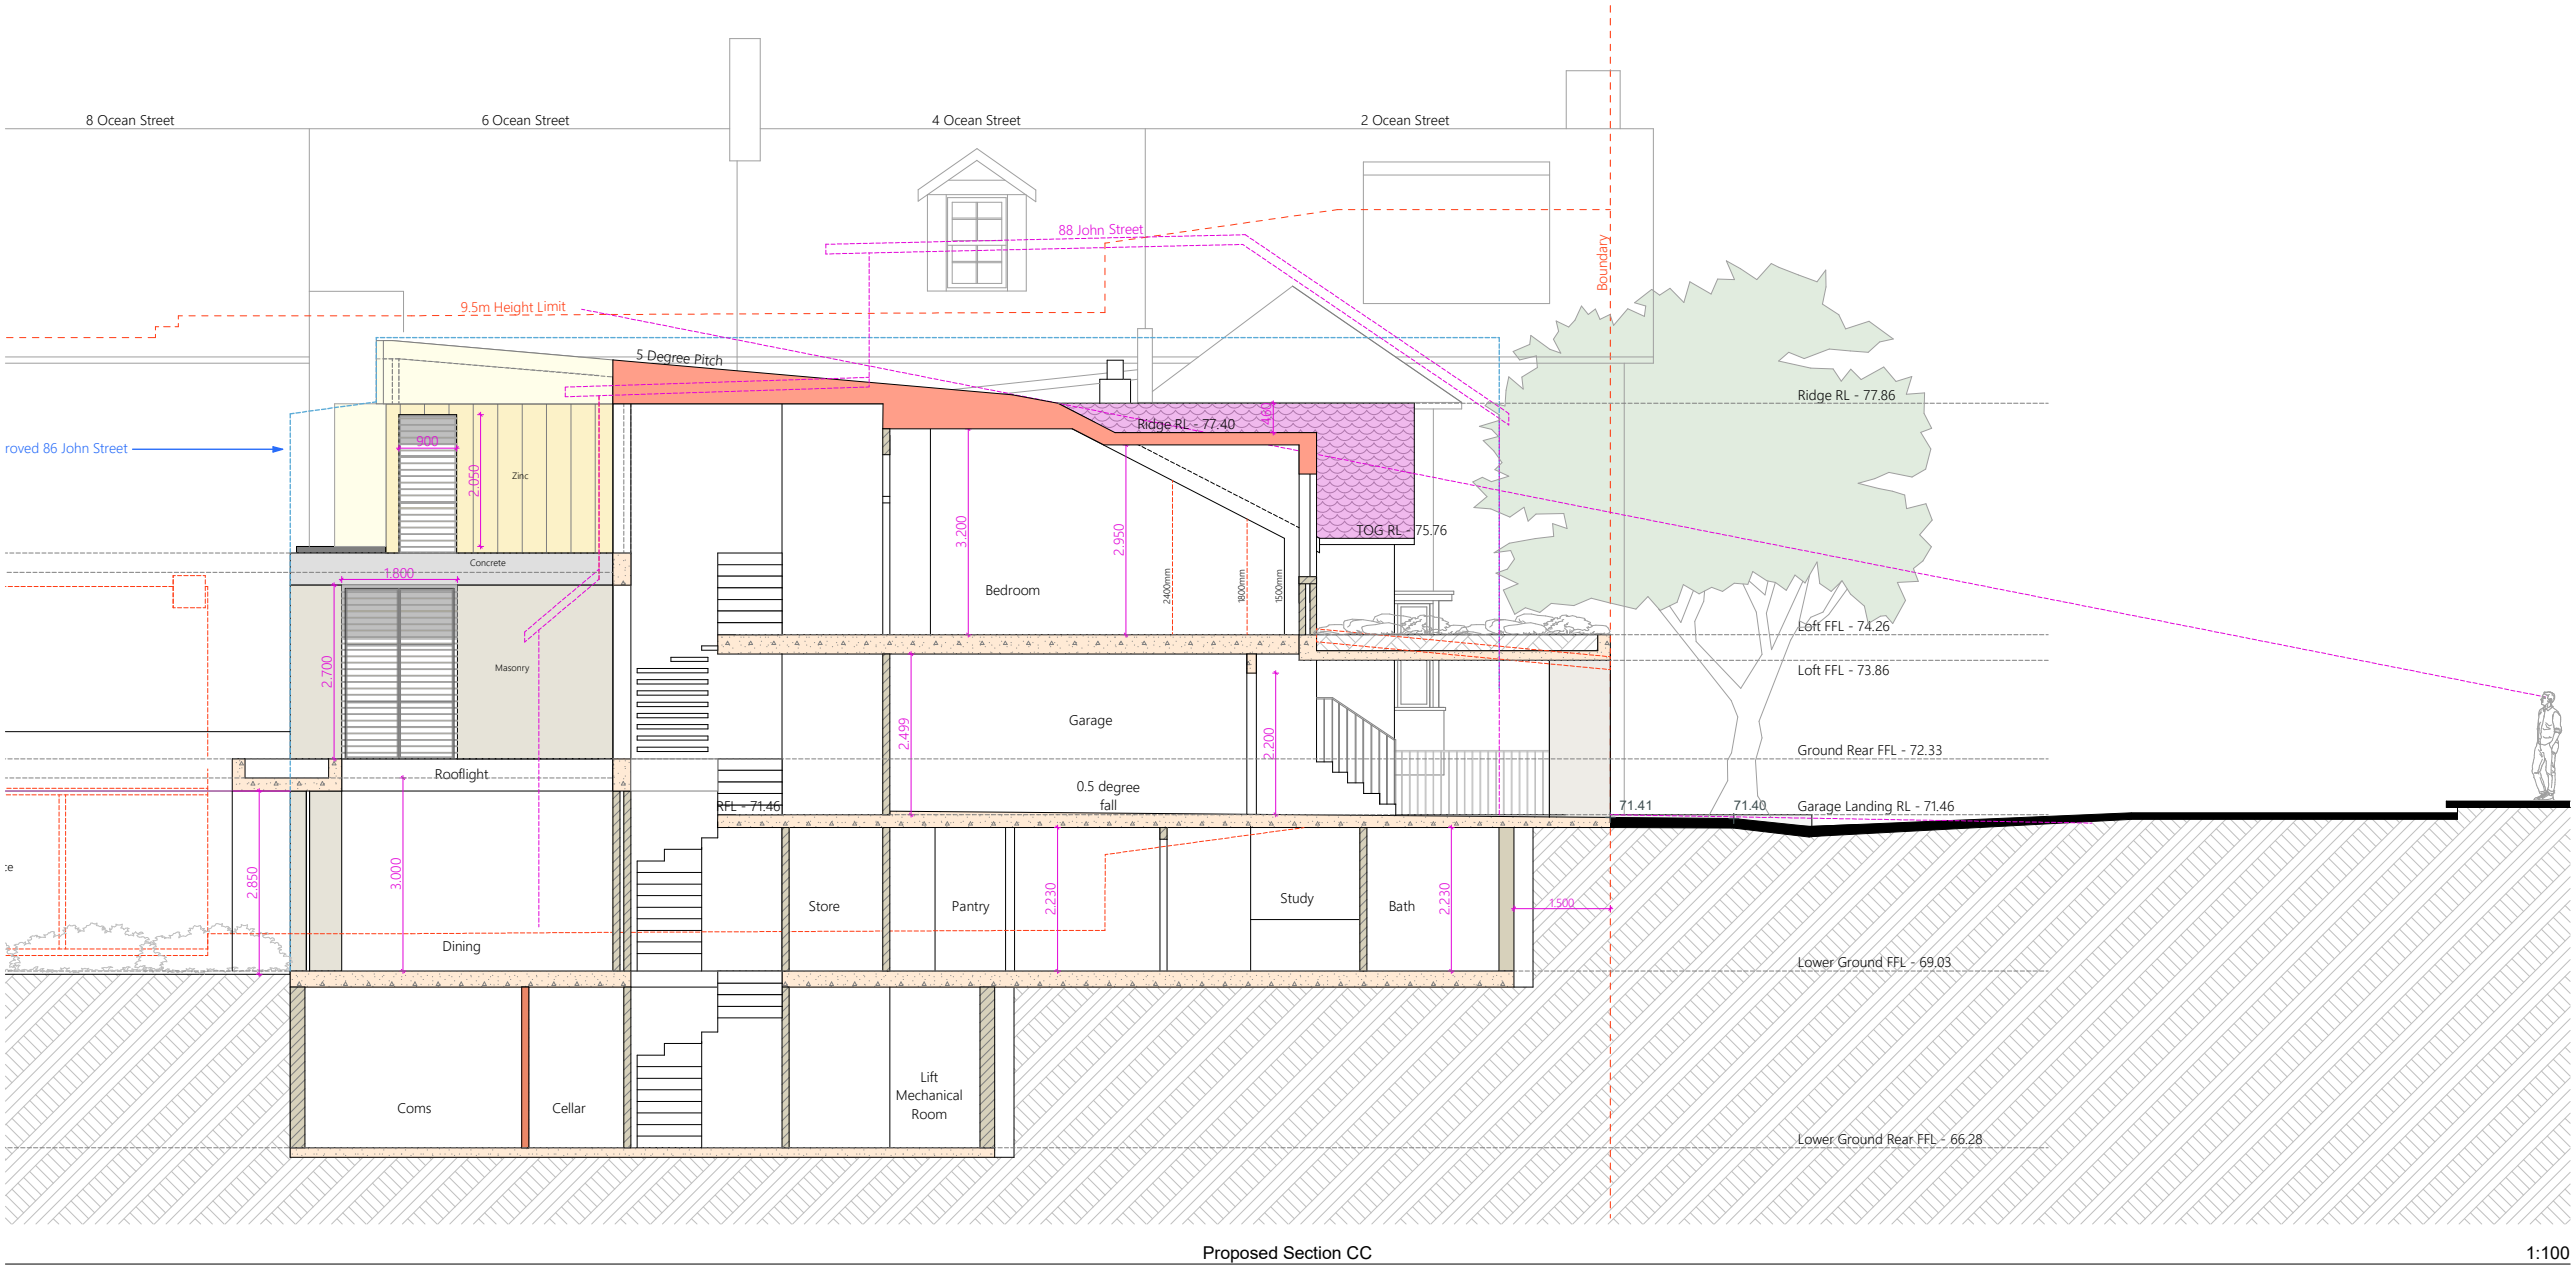 8 Ocean Street
6 Ocean Street
4 Ocean Street
2 Ocean Street
88 John Street
Boundary
9.5m Height Limit
5 Degree Pitch
Ridge RL - 77.86
460
Ridge RL - 77.40
roved 86 John Street
900
2.050
Zinc
3.200
2.950
TOG RL - 75.76
Concrete
1.800
Bedroom
2400mm
1800mm
1500mm
Loft FFL - 74.26
2.700
Masonry
Loft FFL - 73.86
2.499
Garage
2.200
Ground Rear FFL - 72.33
Rooflight
0.5 degree
fall
RFL - 71.46
71.41
71.40
Garage Landing RL - 71.46
2.850
3.000
Store
Pantry
2.230
Study
Bath
2.230
1.500
Dining
Lower Ground FFL - 69.03
Coms
Cellar
Lift
Mechanical
Room
Lower Ground Rear FFL - 66.28
Proposed Section CC
1:100